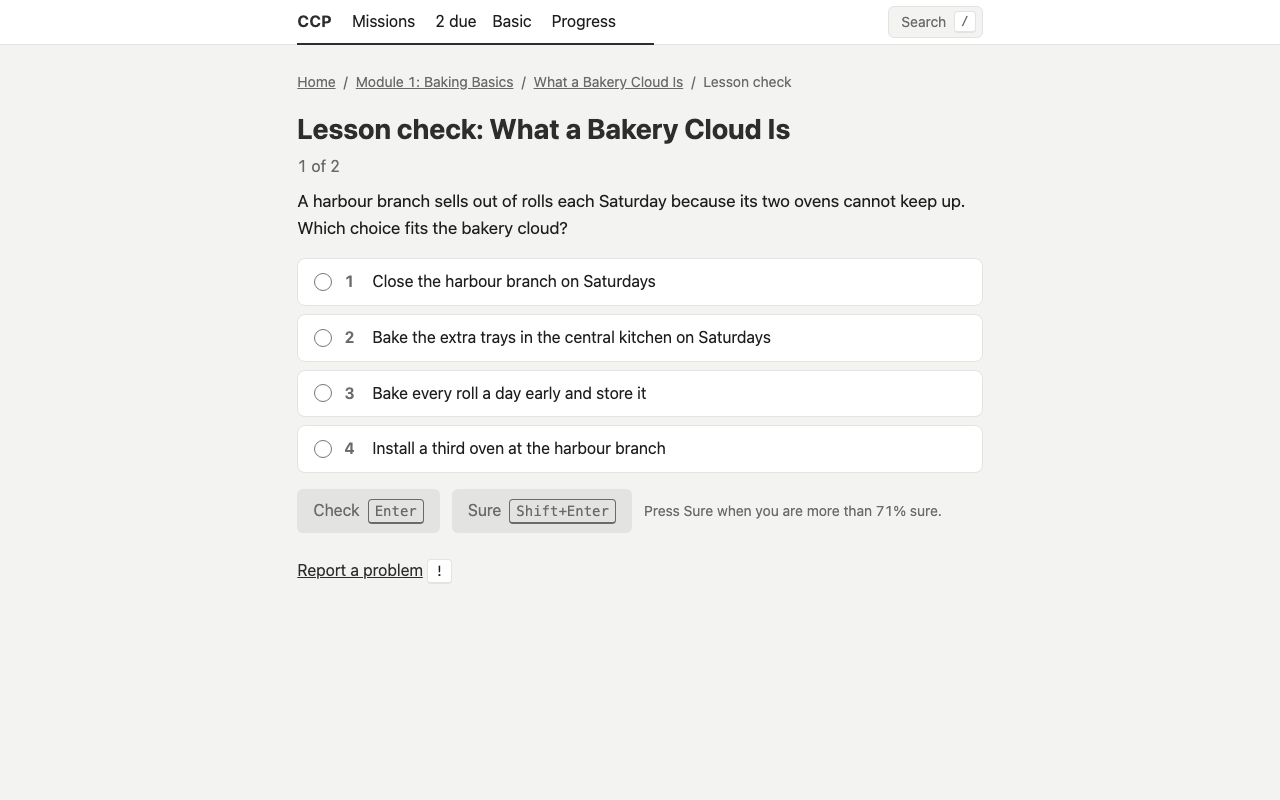 CCP Missions 2 due Basic Progress Search /
Home / Module 1: Baking Basics / What a Bakery Cloud Is / Lesson check
Lesson check: What a Bakery Cloud Is
1 of 2
A harbour branch sells out of rolls each Saturday because its two ovens cannot keep up.
Which choice fits the bakery cloud?
1 Close the harbour branch on Saturdays
2 Bake the extra trays in the central kitchen on Saturdays
3 Bake every roll a day early and store it
4 Install a third oven at the harbour branch
Check Enter Sure Shift+Enter Press Sure when you are more than 71% sure.
Report a problem !